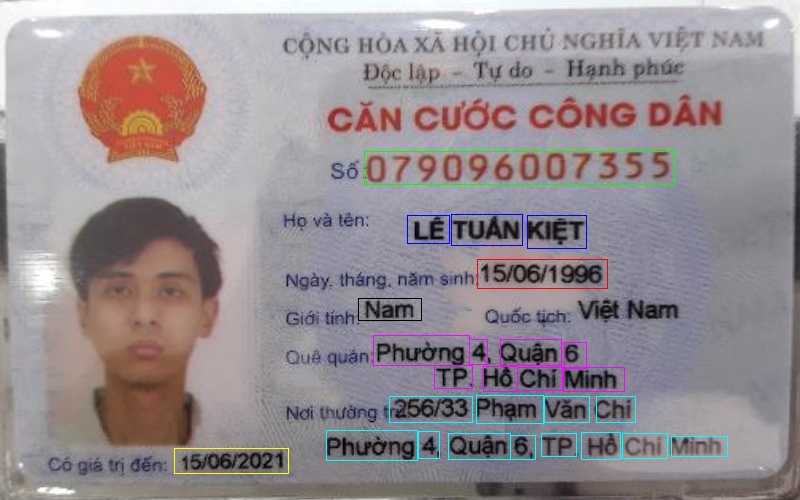 CỘNG HÒA XÃ HỘI CHỦ NGHĨA VIỆT NAM
Độc lập - Tự do - Hạnh phúc
CĂN CƯỚC CÔNG DÂN
Số: 079096007355
Họ và tên: LÊ TUẤN KIỆT
Ngày, tháng, năm sinh: 15/06/1996
Giới tính: Nam Quốc tịch: Việt Nam
Quê quán: Phường 4, Quận 6
TP. Hồ Chí Minh
Nơi thường trú: 256/33 Phạm Văn Chí
Phường 4, Quận 6, TP. Hồ Chí Minh
Có giá trị đến: 15/06/2021